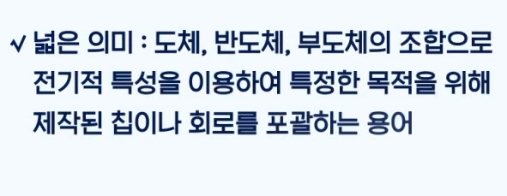 √ 넓은 의미 : 도체, 반도체, 부도체의 조합으로
전기적 특성을 이용하여 특정한 목적을 위해
제작된 칩이나 회로를 포괄하는 용어